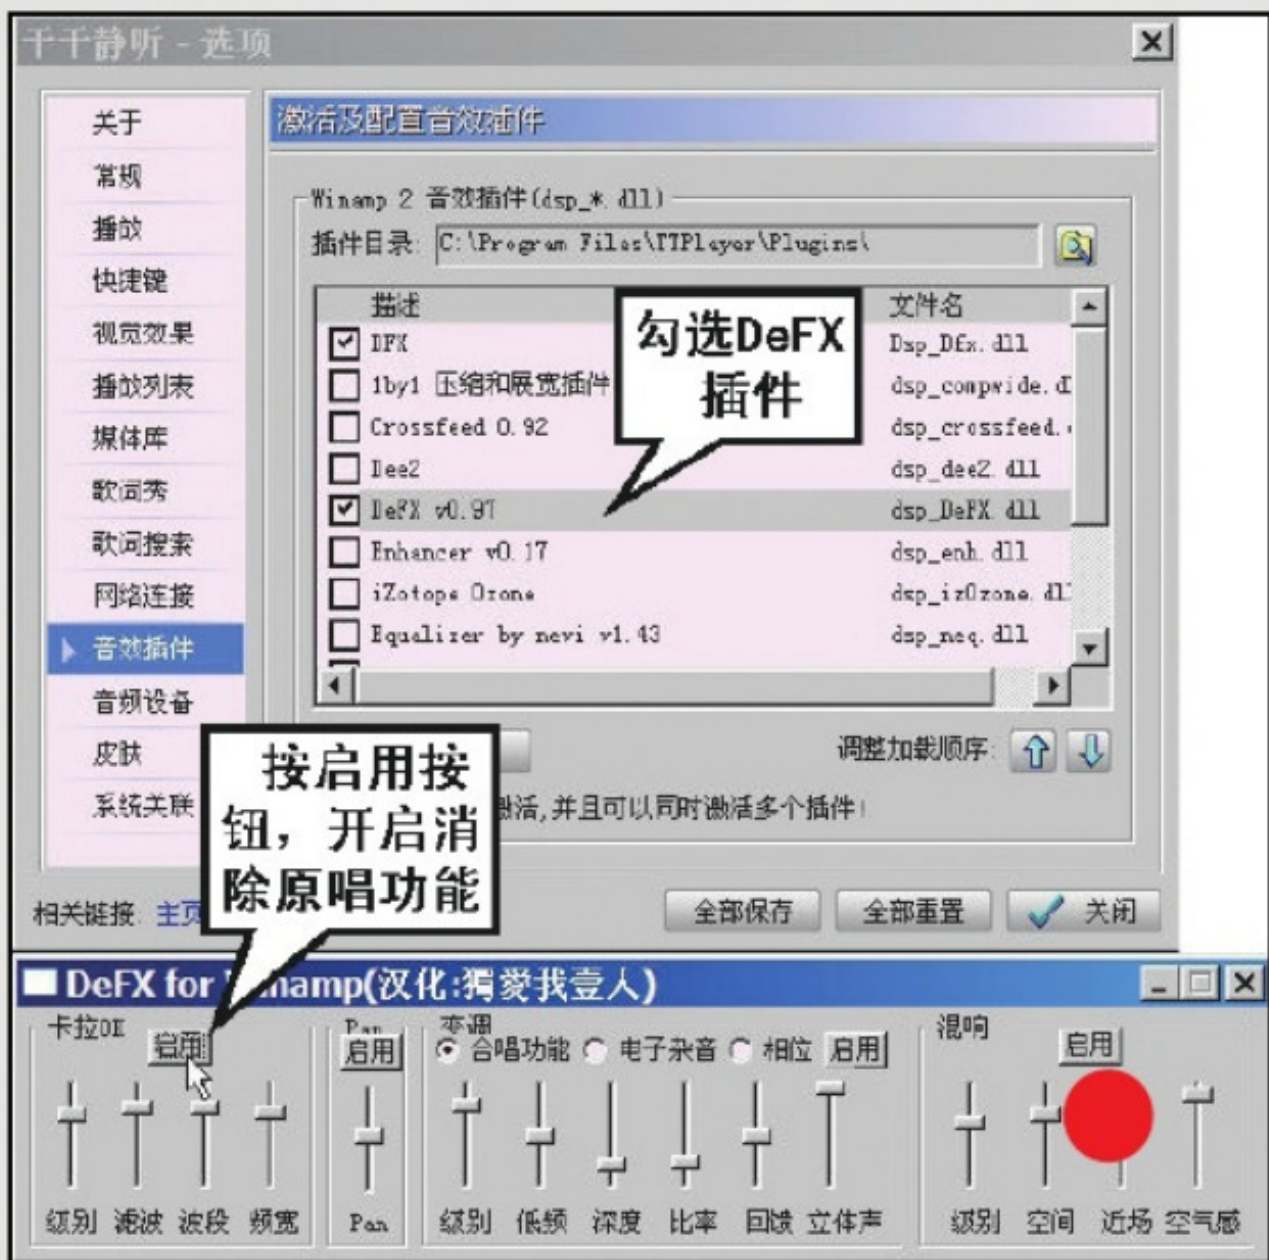 千千静听 - 选项
关于
常规
播放
快捷键
视觉效果
播放列表
媒体库
歌词秀
歌词搜索
网络连接
音效插件
音频设备
皮肤
系统关联
激活及配置音效插件
Winamp 2 音效插件(dsp_*.dll)
插件目录: C:\Program Files\TTPlayer\Plugins\
描述 文件名
DFX Dsp_Dfx.dll
1by1 压缩和展宽插件 dsp_compwide.d
Crossfeed 0.92 dsp_crossfeed.
Dee2 dsp_dee2.dll
DeFX v0.97 dsp_DeFX.dll
Enhancer v0.17 dsp_enh.dll
iZotope Ozone dsp_izOzone.dl
Equalizer by nevi v1.43 dsp_neq.dll
勾选DeFX
插件
调整加载顺序:
激活,并且可以同时激活多个插件!
按启用按
钮，开启消
除原唱功能
相关链接: 主页
全部保存 全部重置 关闭
DeFX for Winamp(汉化:獨愛我壹人)
卡拉OK 启用
Pan 启用
变调 合唱功能 电子杂音 相位 启用
混响 启用
级别 滤波 波段 频宽
Pan
级别 低频 深度 比率 回馈 立体声
级别 空间 近场 空气感